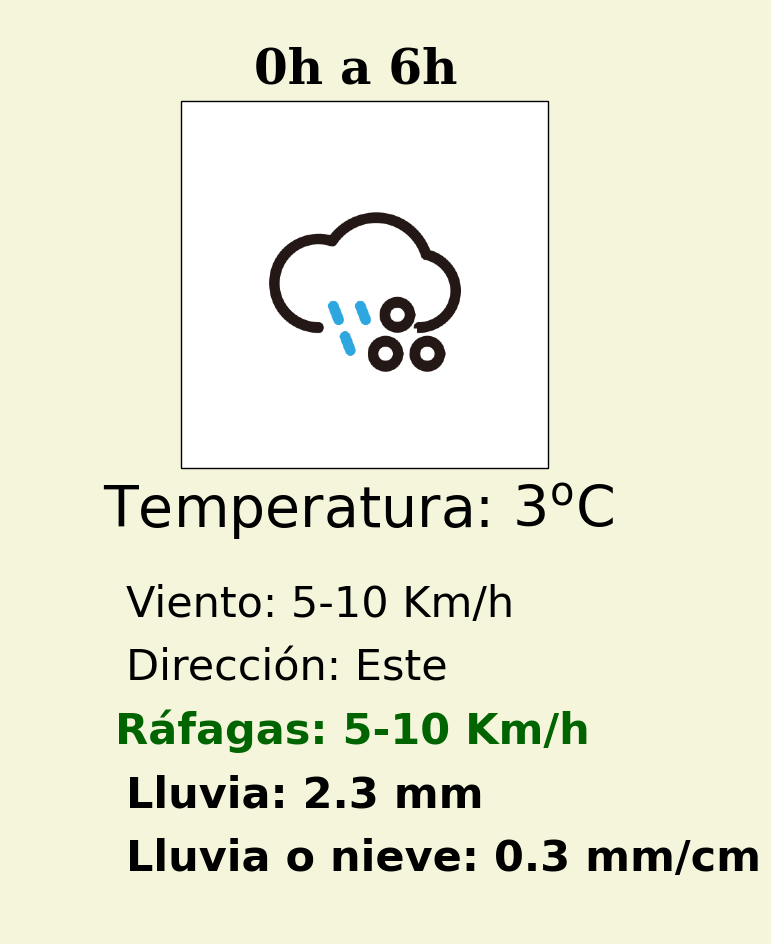 0h a 6h
Temperatura: 3ºC
Viento: 5-10 Km/h
Dirección: Este
Ráfagas: 5-10 Km/h
Lluvia: 2.3 mm
Lluvia o nieve: 0.3 mm/cm